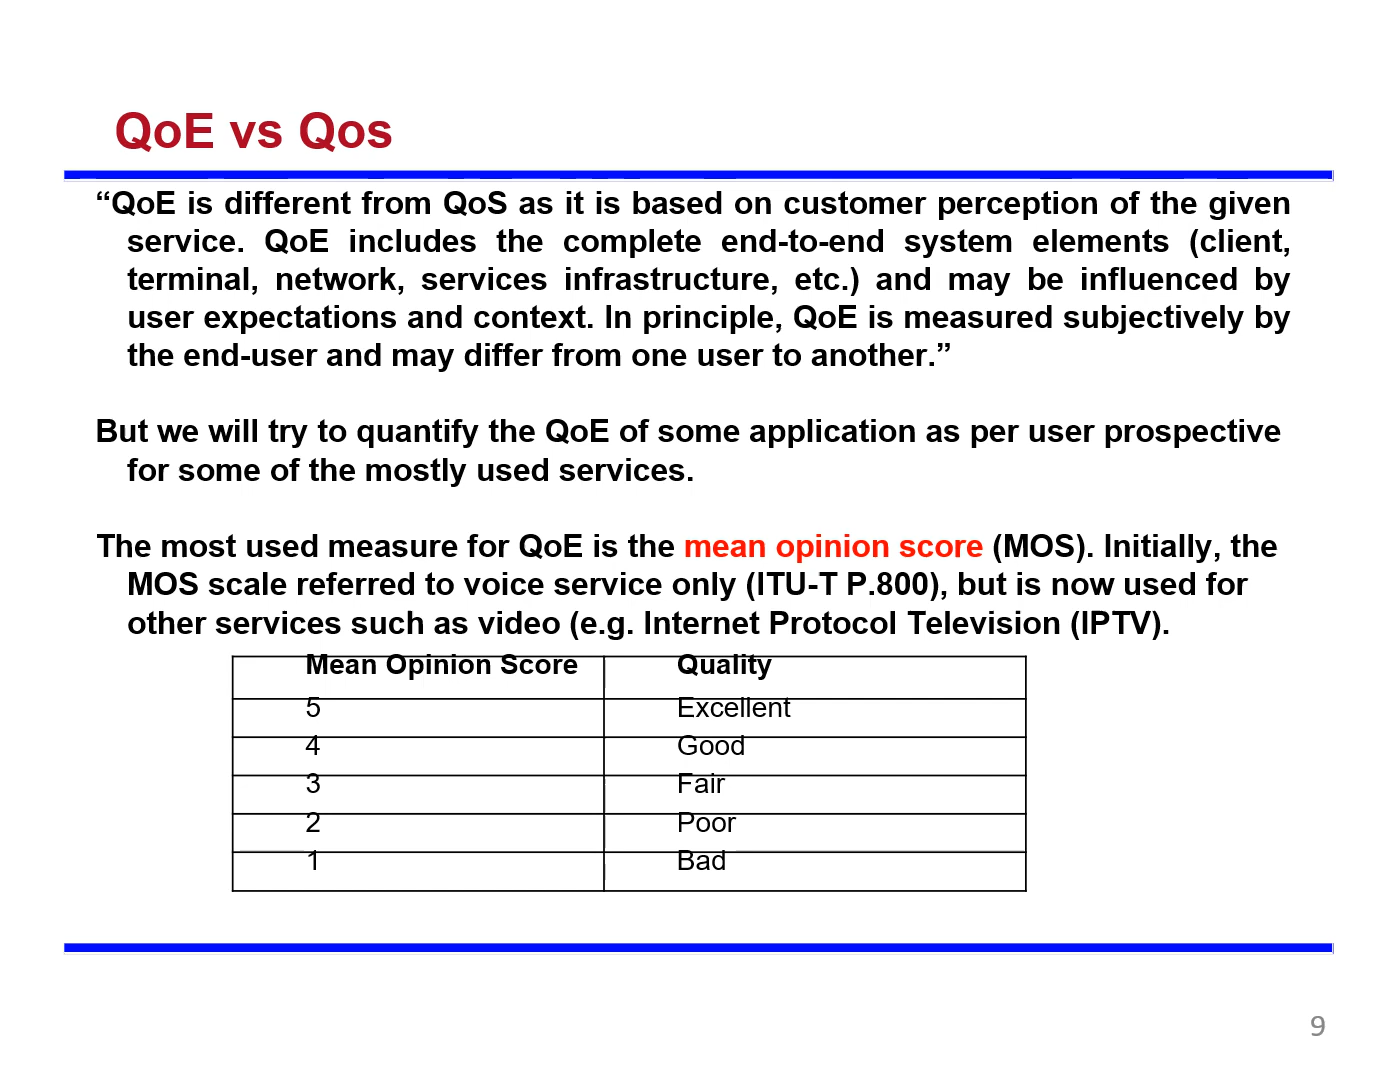 QoE vs Qos
“QoE is different from QoS as it is based on customer perception of the given
service. QoE includes the complete end-to-end system elements (client,
terminal, network, services infrastructure, etc.) and may be influenced by
user expectations and context. In principle, QoE is measured subjectively by
the end-user and may differ from one user to another.”
But we will try to quantify the QoE of some application as per user prospective
for some of the mostly used services.
The most used measure for QoE is the mean opinion score (MOS). Initially, the
MOS scale referred to voice service only (ITU-T P.800), but is now used for
other services such as video (e.g. Internet Protocol Television (IPTV).
Mean Opinion Score Quality
5 Excellent
4 Good
3 Fair
2 Poor
1 Bad
9